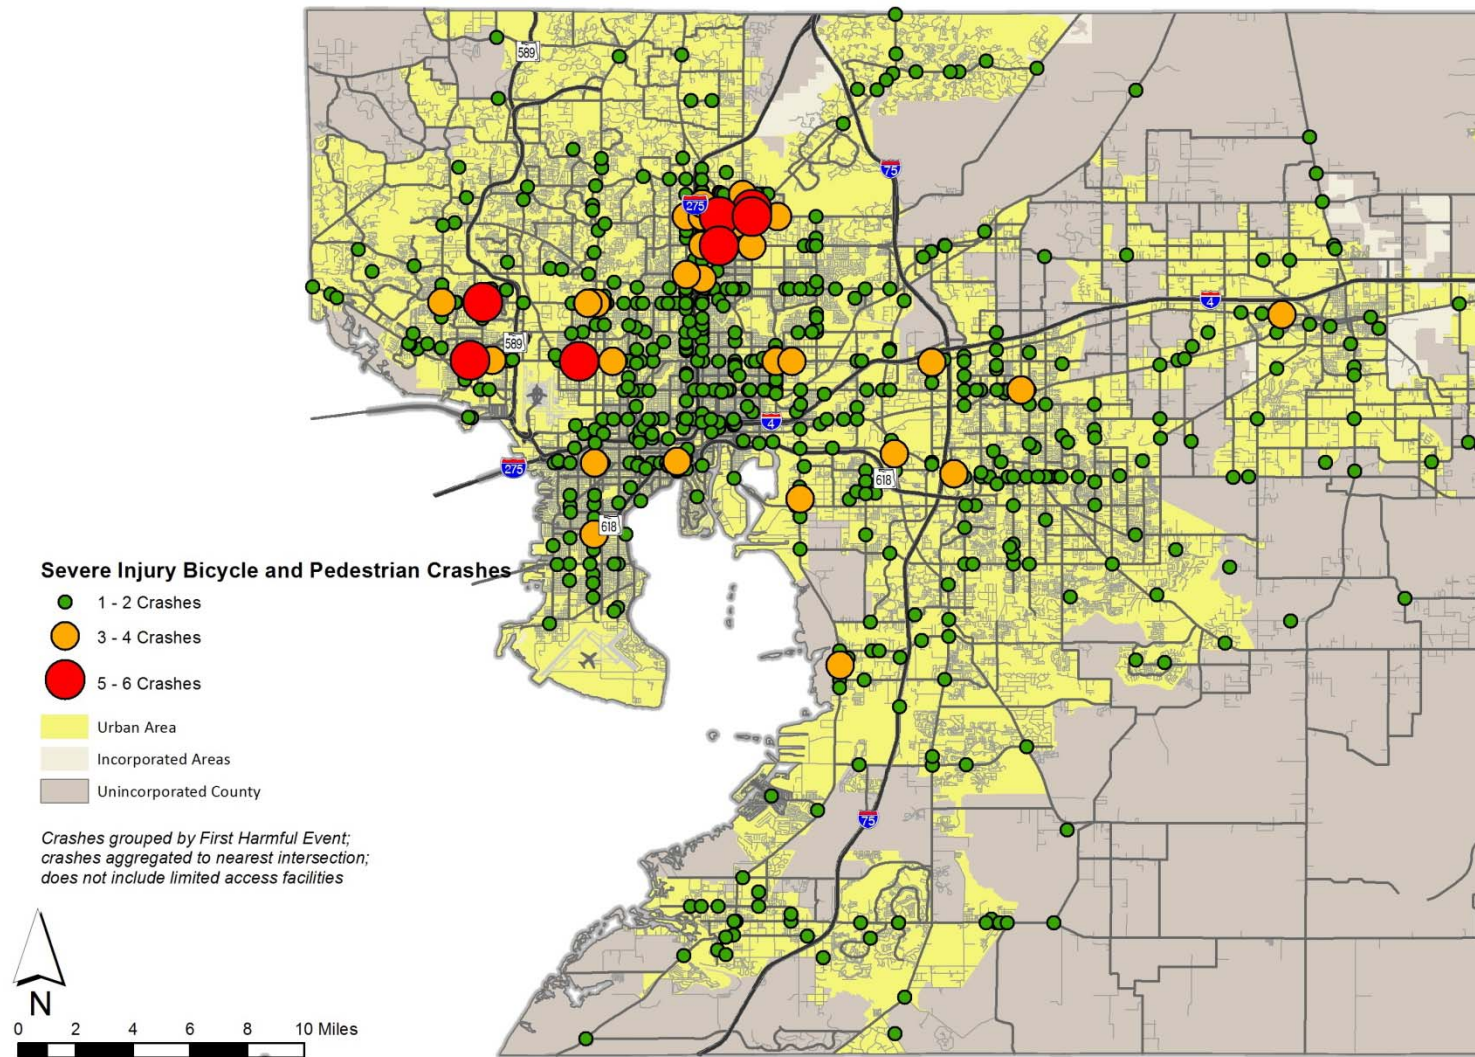 589
75
275
4
589
4
275
618
618
Severe Injury Bicycle and Pedestrian Crashes
1 - 2 Crashes
3 - 4 Crashes
5 - 6 Crashes
Urban Area
Incorporated Areas
Unincorporated County
75
Crashes grouped by First Harmful Event;
crashes aggregated to nearest intersection;
does not include limited access facilities
N
0 2 4 6 8 10 Miles